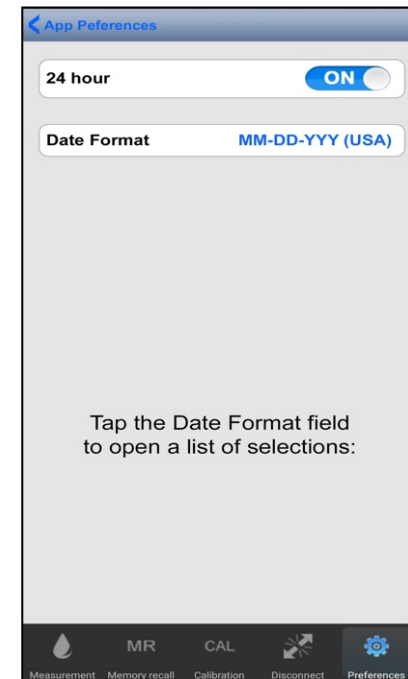 App Peferences
24 hour ON
Date Format MM-DD-YYY (USA)
Tap the Date Format field
to open a list of selections:
MR CAL
Measurement Memory recall Calibration Disconnect Preferences